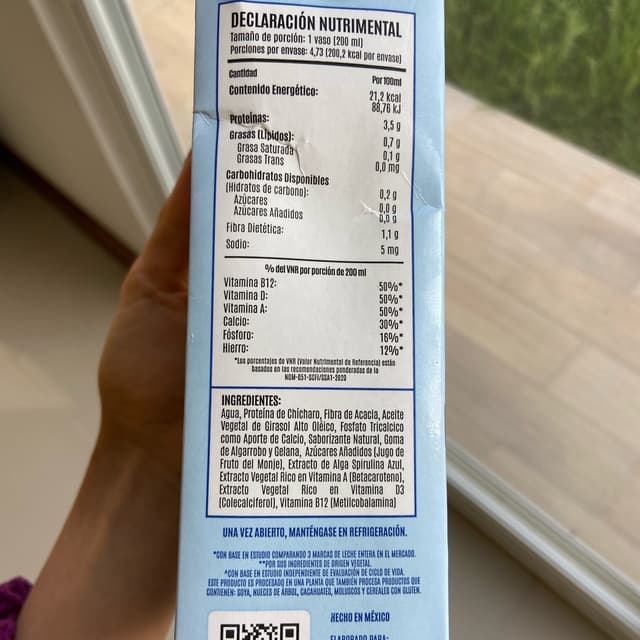 DECLARACIÓN NUTRIMENTAL
Tamaño de porción: 1 vaso (200 ml)
Porciones por envase: 4,73 (200,2 kcal por envase)
Cantidad Por 100ml
Contenido Energético: 21,2 kcal
88,76 kJ
Proteínas: 3,5 g
Grasas (Lípidos): 0,7 g
Grasa Saturada 0,1 g
Grasas Trans 0,0 mg
Carbohidratos Disponibles
(Hidratos de carbono): 0,2 g
Azúcares 0,0 g
Azúcares Añadidos 0,0 g
Fibra Dietética: 1,1 g
Sodio: 5 mg
% del VNR por porción de 200 ml
Vitamina B12: 50%*
Vitamina D: 50%*
Vitamina A: 50%*
Calcio: 30%*
Fósforo: 16%*
Hierro: 12%*
*Los porcentajes de VNR (Valor Nutrimental de Referencia) están
basados en las recomendaciones ponderadas de la
NOM-051-SCFI/SSA1-2020
INGREDIENTES:
Agua, Proteína de Chícharo, Fibra de Acacia, Aceite
Vegetal de Girasol Alto Oléico, Fosfato Tricalcico
como Aporte de Calcio, Saborizante Natural, Goma
de Algarrobo y Gelana, Azúcares Añadidos (Jugo de
Fruto del Monje), Extracto de Alga Spirulina Azul,
Extracto Vegetal Rico en Vitamina A (Betacaroteno),
Extracto Vegetal Rico en Vitamina D3
(Colecalciferol), Vitamina B12 (Metilcobalamina)
UNA VEZ ABIERTO, MANTÉNGASE EN REFRIGERACIÓN.
*CON BASE EN ESTUDIO COMPARANDO 3 MARCAS DE LECHE ENTERA EN EL MERCADO.
**POR SUS INGREDIENTES DE ORIGEN VEGETAL.
^CON BASE EN ESTUDIO INDEPENDIENTE DE EVALUACIÓN DE CICLO DE VIDA.
ESTE PRODUCTO ES PROCESADO EN UNA PLANTA QUE TAMBIÉN PROCESA PRODUCTOS QUE
CONTIENEN: SOYA, NUECES DE ÁRBOL, CACAHUATES, MOLUSCOS Y CEREALES CON GLUTEN.
HECHO EN MÉXICO
ELABORADO PARA: